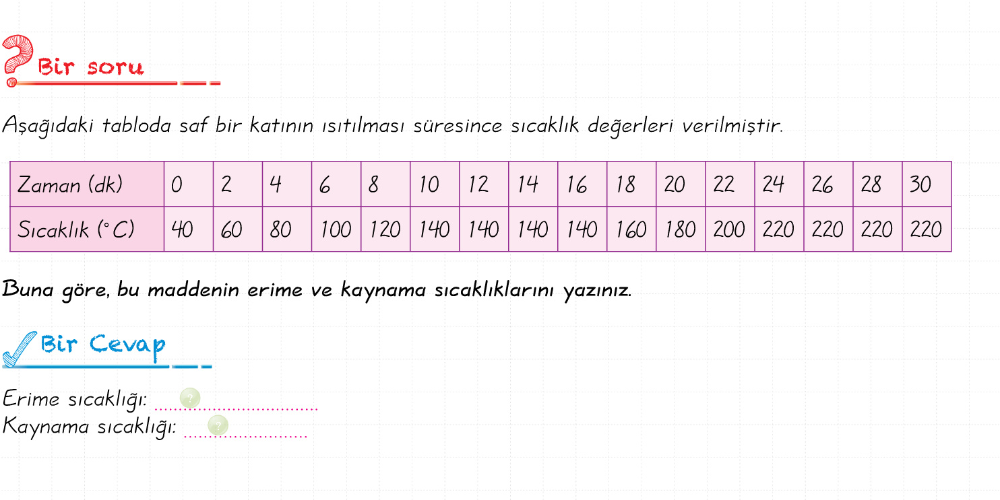 Bir soru
Aşağıdaki tabloda saf bir katının ısıtılması süresince sıcaklık değerleri verilmiştir.
Zaman (dk) 0 2 4 6 8 10 12 14 16 18 20 22 24 26 28 30
Sıcaklık (°C) 40 60 80 100 120 140 140 140 140 160 180 200 220 220 220 220
Buna göre, bu maddenin erime ve kaynama sıcaklıklarını yazınız.
Bir Cevap
Erime sıcaklığı: ? ........................................
Kaynama sıcaklığı: ? ..............................